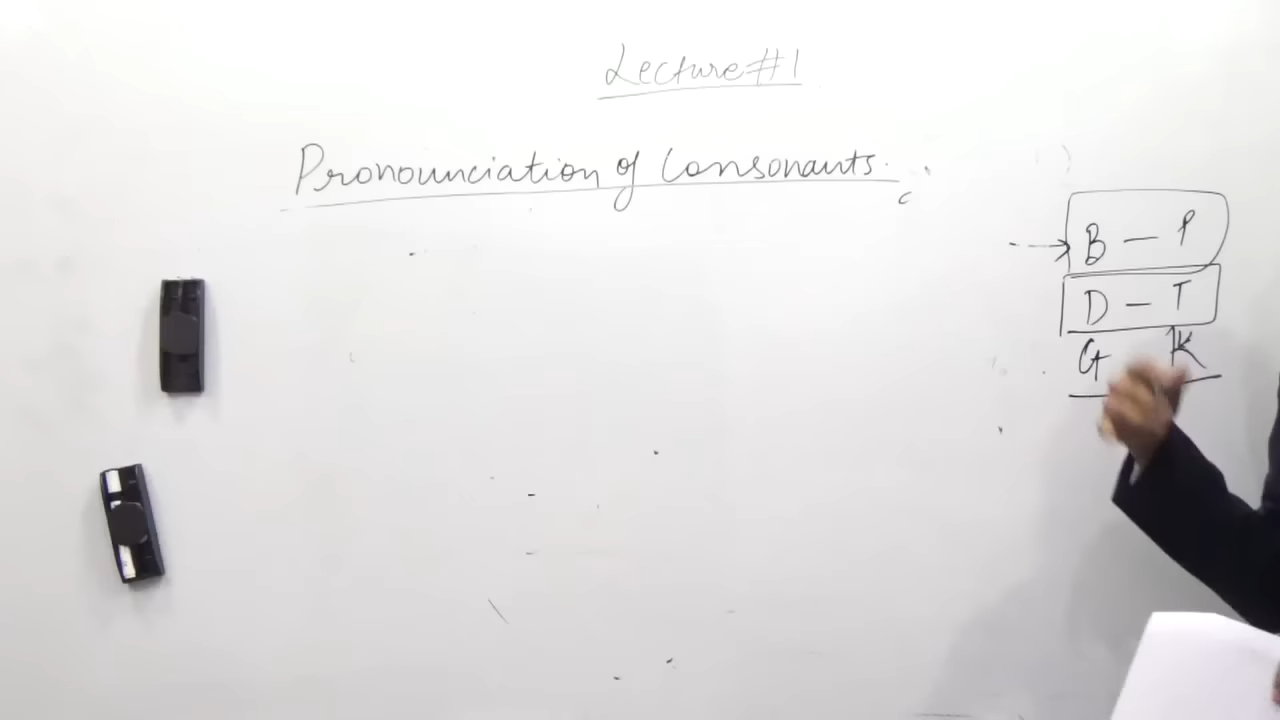 Lecture #1
Pronounciation of Consonants.
B — P
D — T
G K